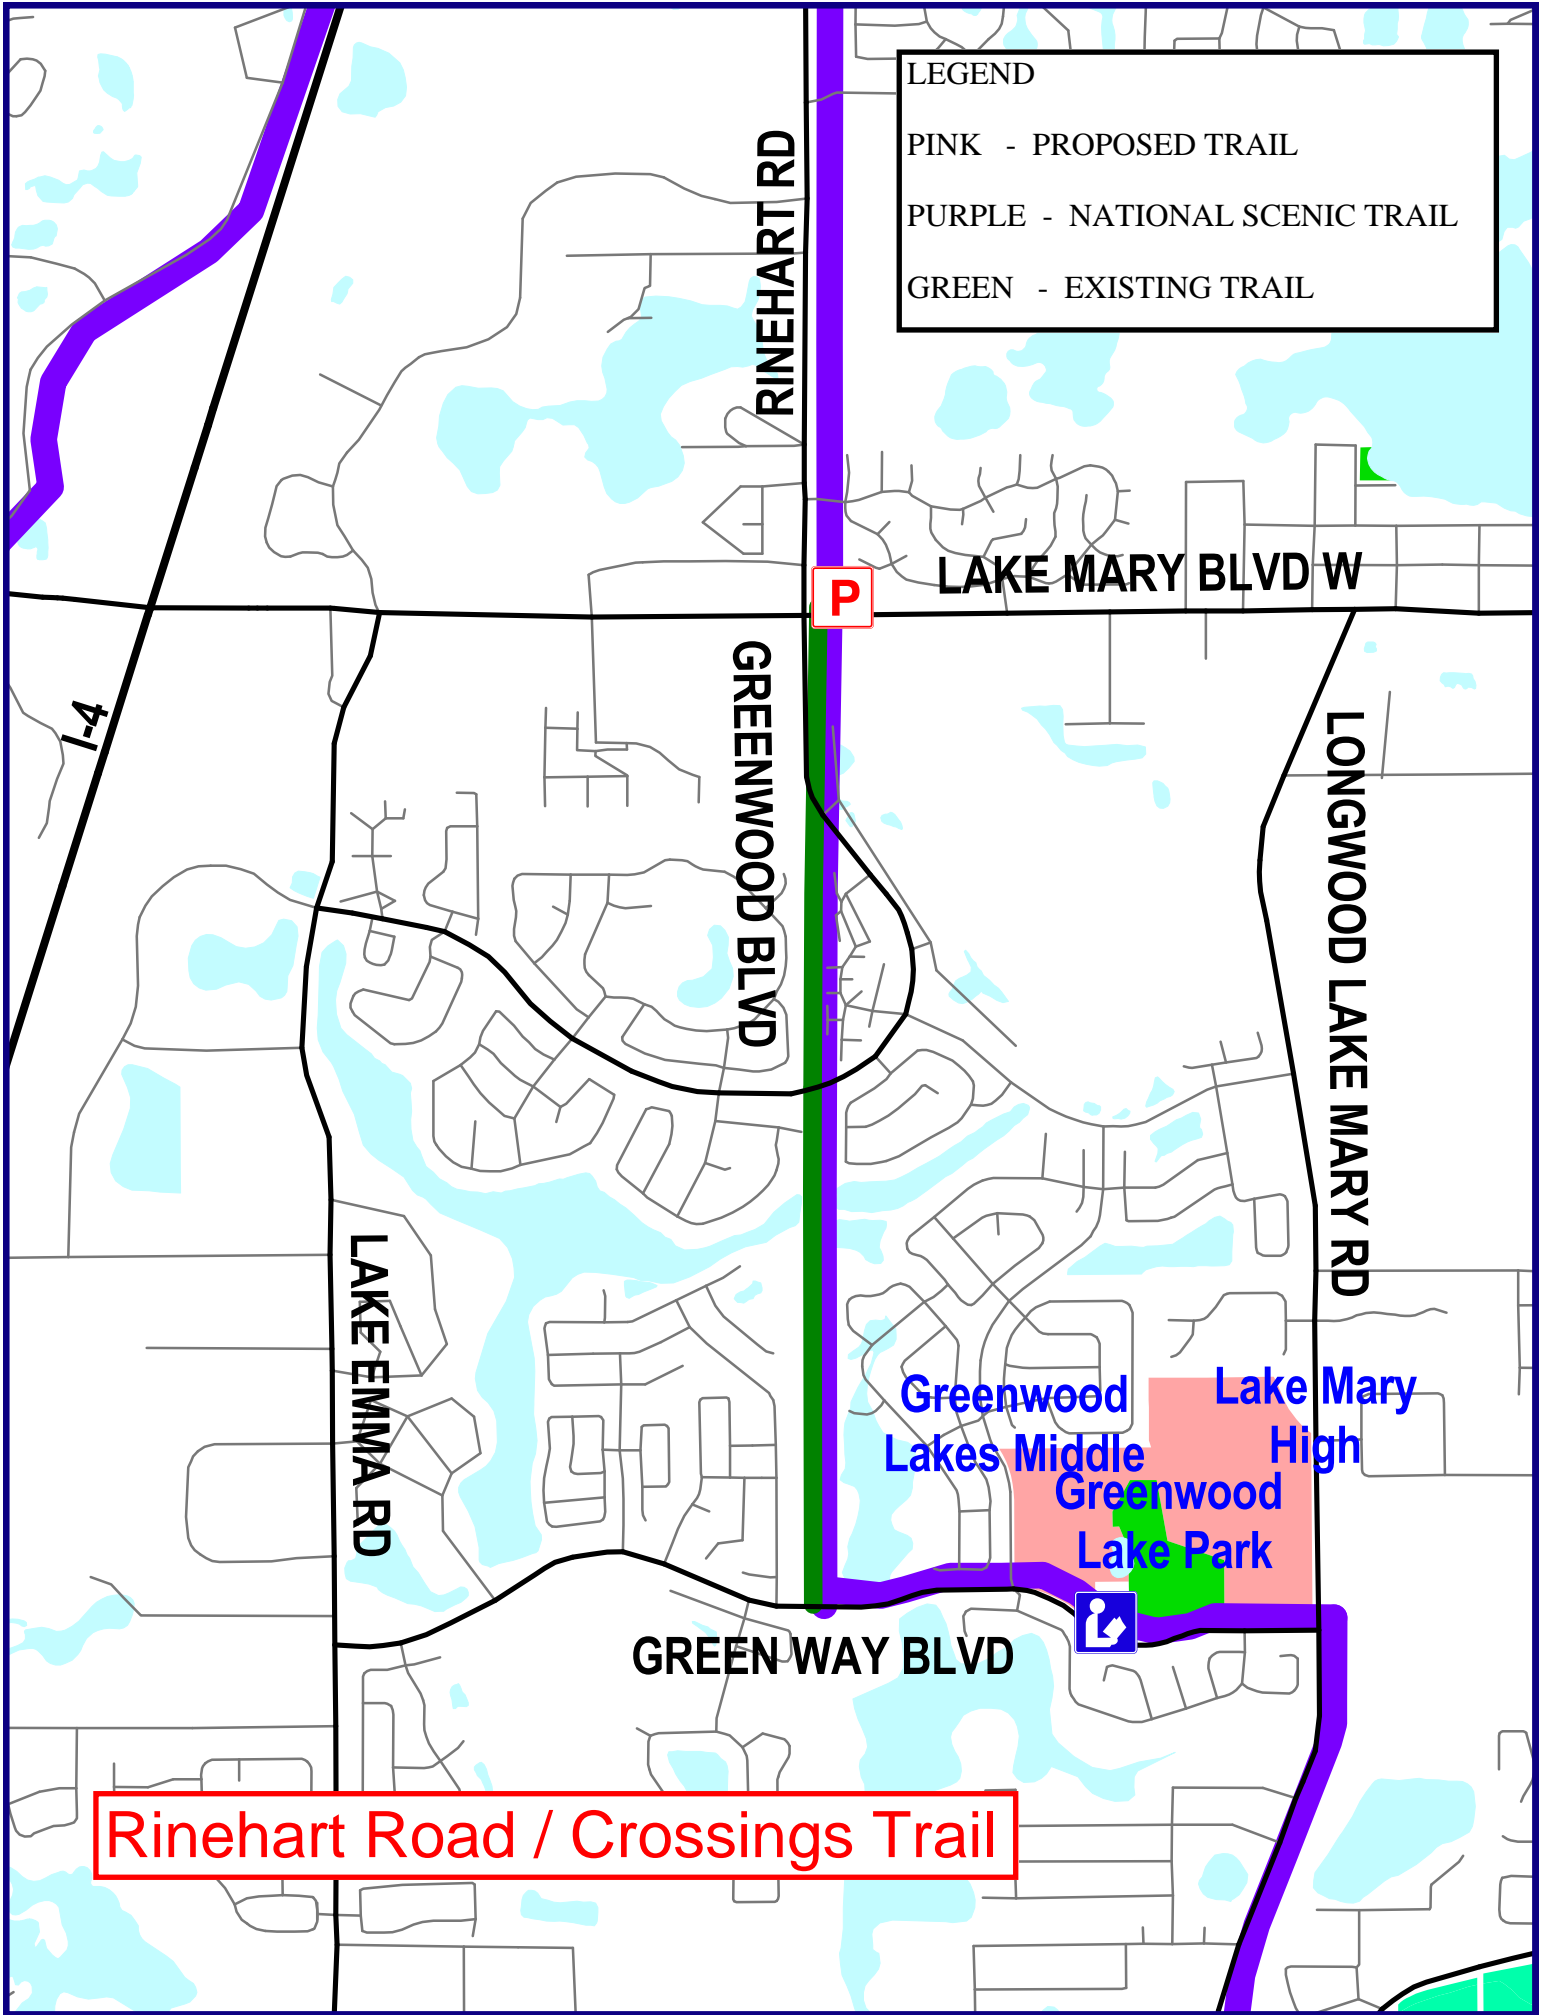 LEGEND
PINK - PROPOSED TRAIL
PURPLE - NATIONAL SCENIC TRAIL
GREEN - EXISTING TRAIL
RINEHART RD
LAKE MARY BLVD W
P
GREENWOOD BLVD
I-4
LONGWOOD LAKE MARY RD
LAKE EMMA RD
Greenwood
Lakes Middle
Lake Mary
High
Greenwood
Lake Park
GREEN WAY BLVD
Rinehart Road / Crossings Trail